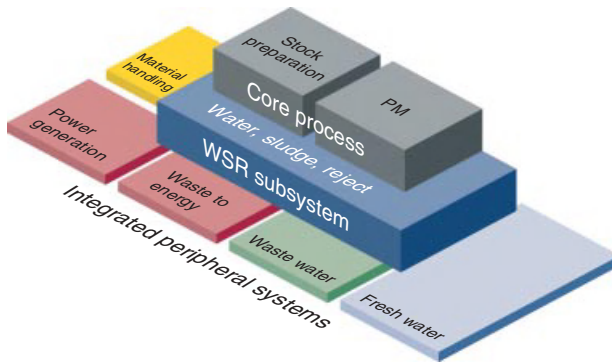 Stock
preparation
PM
Core process
Material
handling
Water, sludge, reject
WSR subsystem
Power
generation
Waste to
energy
Waste water
Fresh water
Integrated peripheral systems